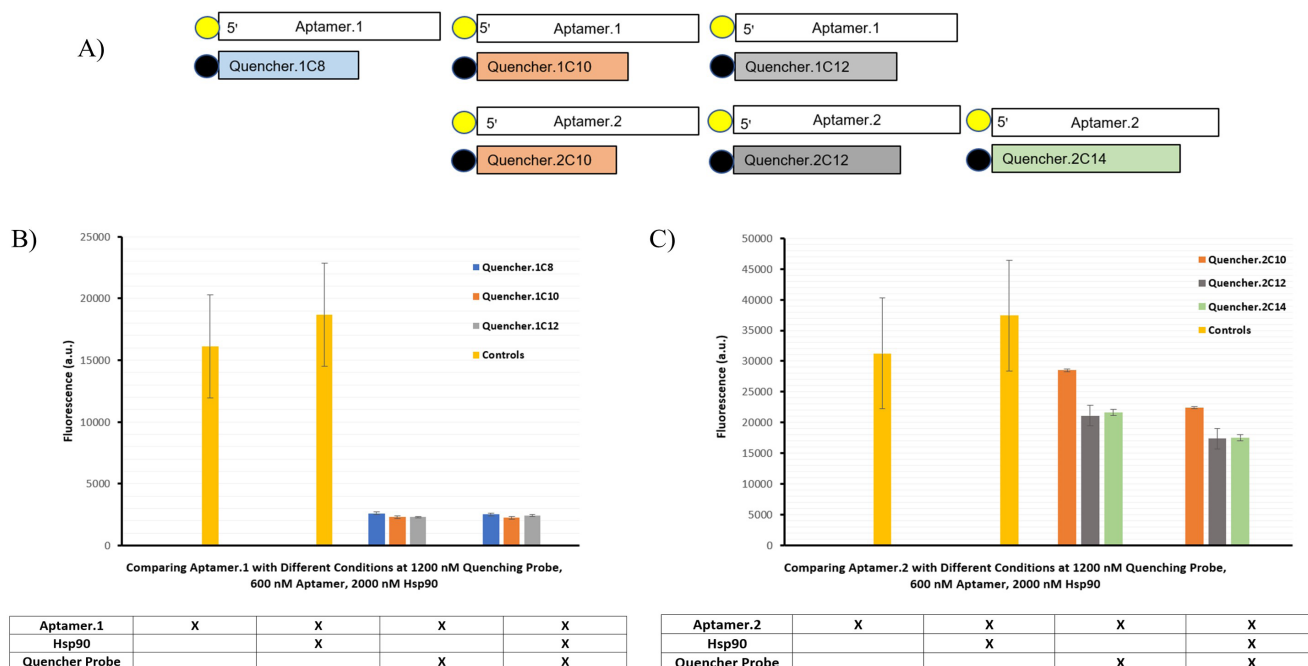 A)
5' Aptamer.1
Quencher.1C8
5' Aptamer.1
Quencher.1C10
5' Aptamer.1
Quencher.1C12
5' Aptamer.2
Quencher.2C10
5' Aptamer.2
Quencher.2C12
5' Aptamer.2
Quencher.2C14
B)
Fluorescence (a.u.)
25000
20000
15000
10000
5000
0
Quencher.1C8
Quencher.1C10
Quencher.1C12
Controls
Comparing Aptamer.1 with Different Conditions at 1200 nM Quenching Probe,
600 nM Aptamer, 2000 nM Hsp90
Aptamer.1 X X X X
Hsp90 X X
Quencher Probe X X
C)
Fluorescence (a.u.)
50000
45000
40000
35000
30000
25000
20000
15000
10000
5000
0
Quencher.2C10
Quencher.2C12
Quencher.2C14
Controls
Comparing Aptamer.2 with Different Conditions at 1200 nM Quenching Probe,
600 nM Aptamer, 2000 nM Hsp90
Aptamer.2 X X X X
Hsp90 X X
Quencher Probe X X